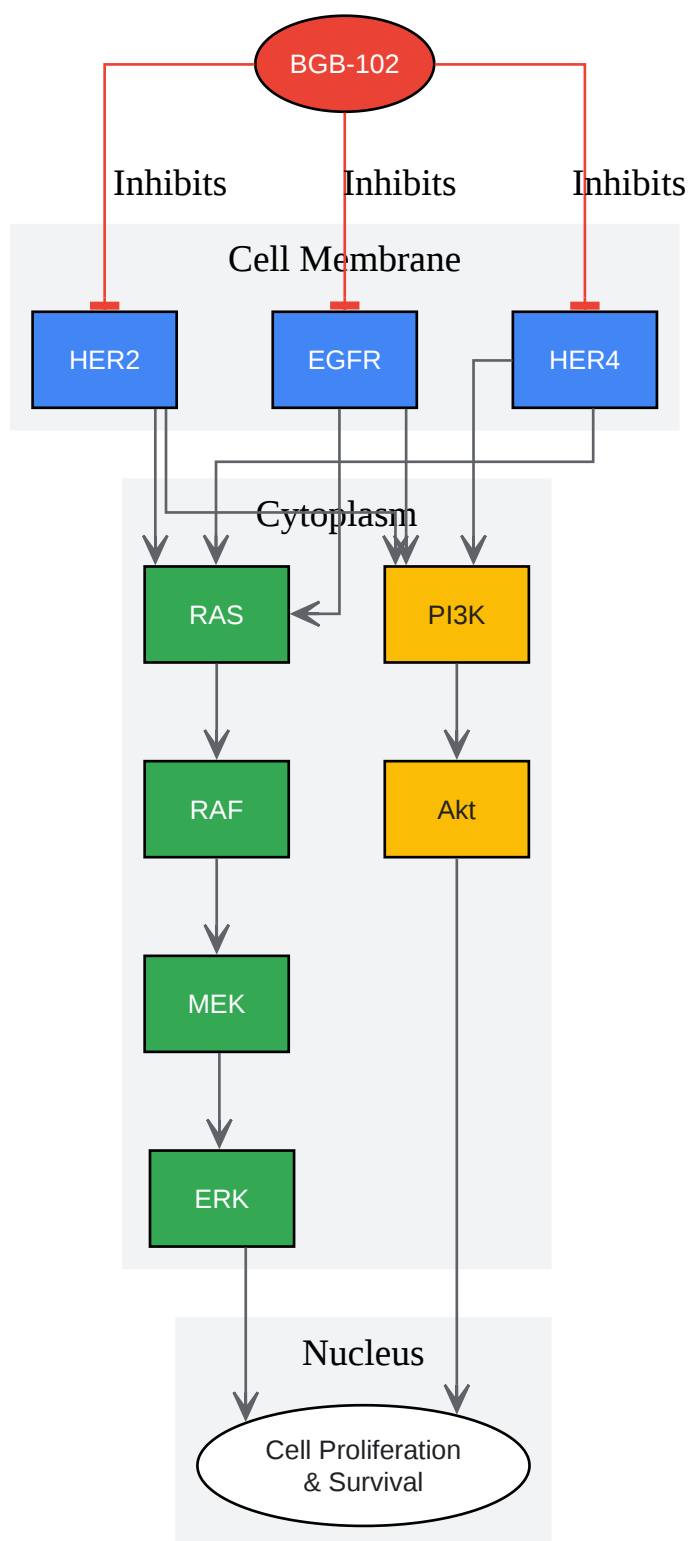 BGB-102
Inhibits
Inhibits
Inhibits
Cell Membrane
HER2
EGFR
HER4
Cytoplasm
RAS
PI3K
RAF
Akt
MEK
ERK
Nucleus
Cell Proliferation
& Survival